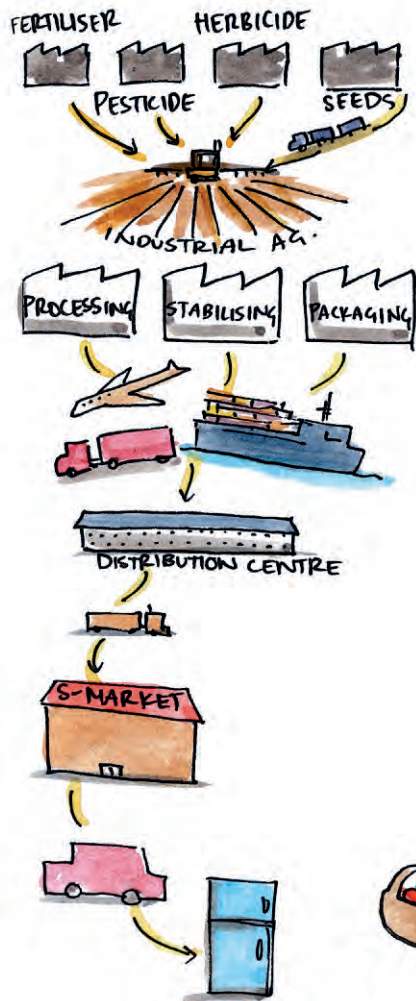 FERTILISER HERBICIDE
PESTICIDE SEEDS
INDUSTRIAL AG.
PROCESSING STABILISING PACKAGING
DISTRIBUTION CENTRE
S-MARKET